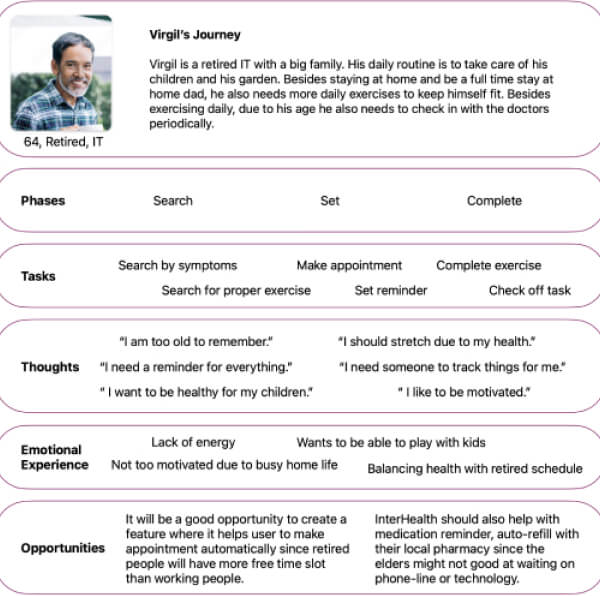 Virgil's Journey
Virgil is a retired IT with a big family. His daily routine is to take care of his
children and his garden. Besides staying at home and be a full time stay at
home dad, he also needs more daily exercises to keep himself fit. Besides
exercising daily, due to his age he also needs to check in with the doctors
periodically.
64, Retired, IT
Phases Search Set Complete
Tasks
Search by symptoms Make appointment Complete exercise
Search for proper exercise Set reminder Check off task
Thoughts
“I am too old to remember.” “I should stretch due to my health.”
“I need a reminder for everything.” “I need someone to track things for me.”
“ I want to be healthy for my children.” “ I like to be motivated.”
Emotional
Experience
Lack of energy Wants to be able to play with kids
Not too motivated due to busy home life Balancing health with retired schedule
Opportunities
It will be a good opportunity to create a
feature where it helps user to make
appointment automatically since retired
people will have more free time slot
than working people.
InterHealth should also help with
medication reminder, auto-refill with
their local pharmacy since the
elders might not good at waiting on
phone-line or technology.